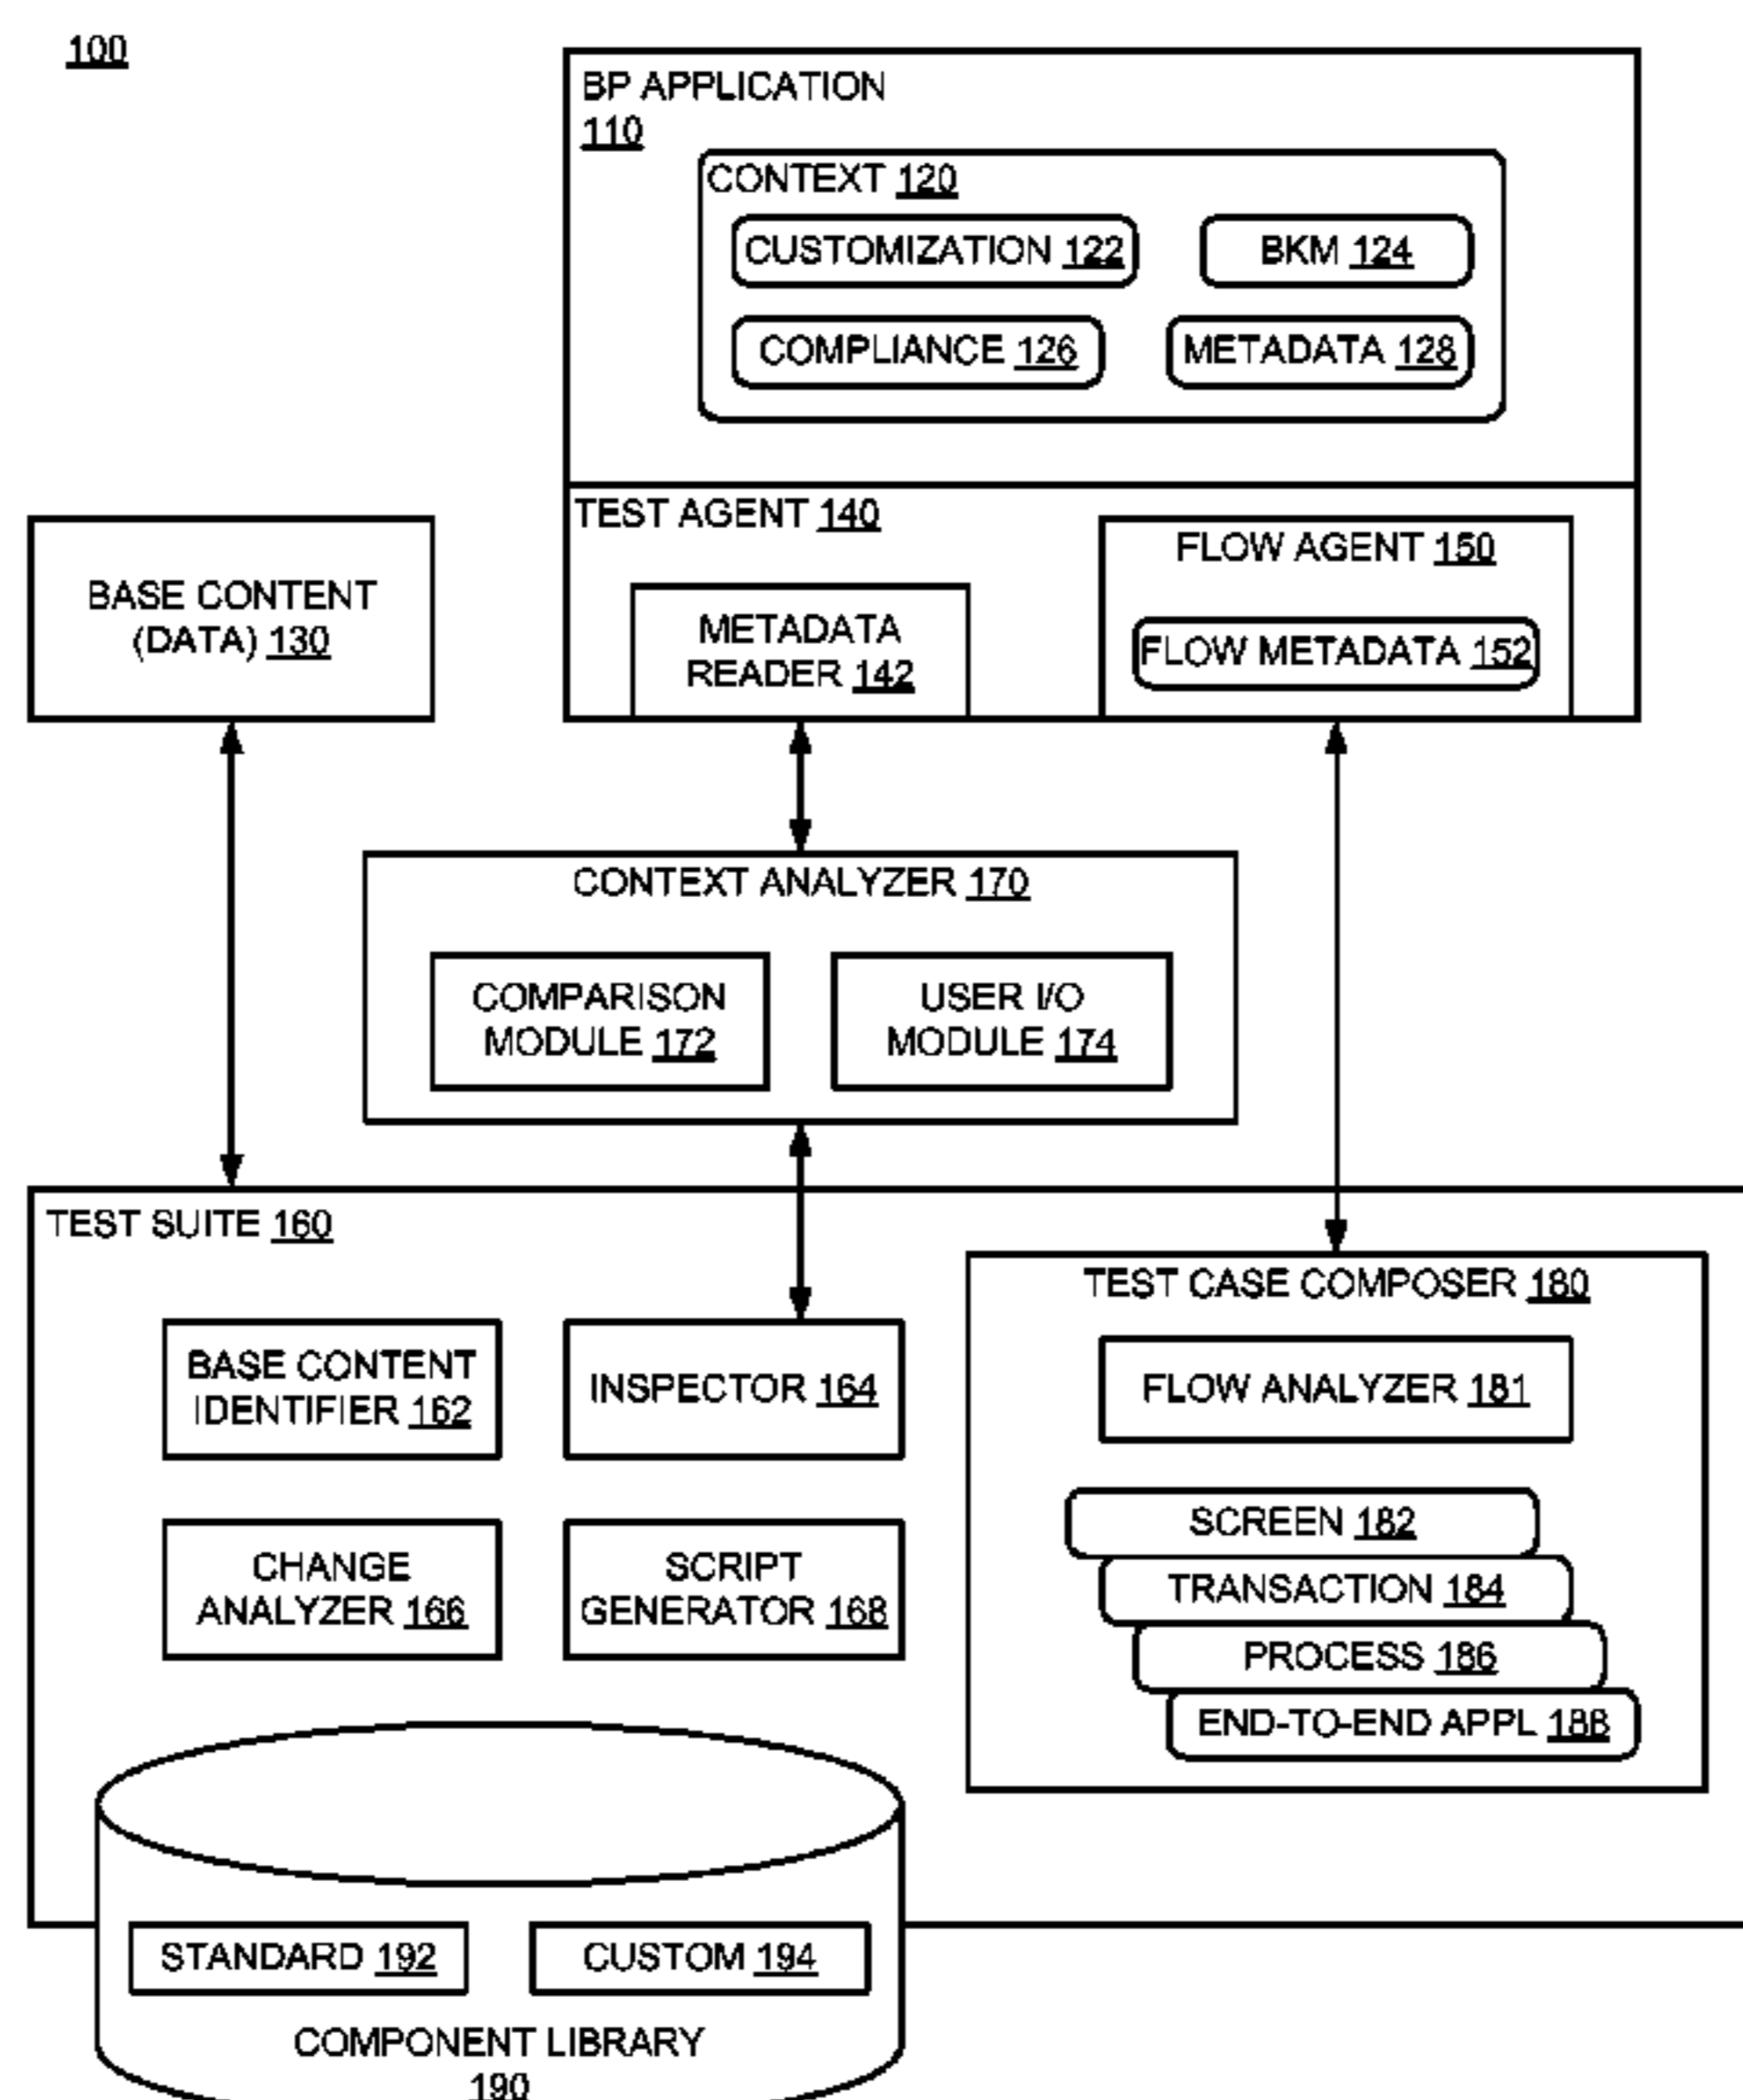 100
BP APPLICATION
110
CONTEXT 120
CUSTOMIZATION 122
BKM 124
COMPLIANCE 126
METADATA 128
TEST AGENT 140
FLOW AGENT 150
BASE CONTENT
(DATA) 130
METADATA
READER 142
FLOW METADATA 152
CONTEXT ANALYZER 170
COMPARISON
MODULE 172
USER I/O
MODULE 174
TEST SUITE 160
TEST CASE COMPOSER 180
BASE CONTENT
IDENTIFIER 162
INSPECTOR 164
FLOW ANALYZER 181
CHANGE
ANALYZER 166
SCRIPT
GENERATOR 168
SCREEN 182
TRANSACTION 184
PROCESS 186
END-TO-END APPL 188
STANDARD 192
CUSTOM 194
COMPONENT LIBRARY
190